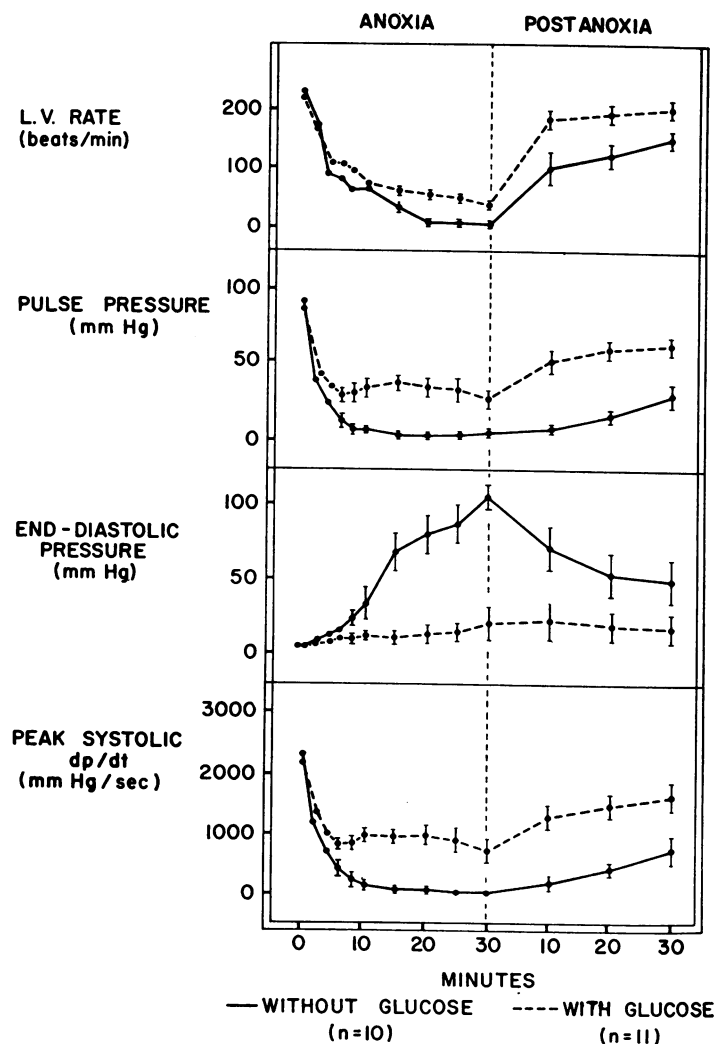 ANOXIA POSTANOXIA
L.V. RATE
(beats/min)
200
100
0
PULSE PRESSURE
(mm Hg)
100
50
0
END-DIASTOLIC
PRESSURE
(mm Hg)
100
50
0
PEAK SYSTOLIC
dp/dt
(mm Hg/sec)
3000
2000
1000
0
0 10 20 30 10 20 30
MINUTES
WITHOUT GLUCOSE WITH GLUCOSE
(n=10) (n=11)